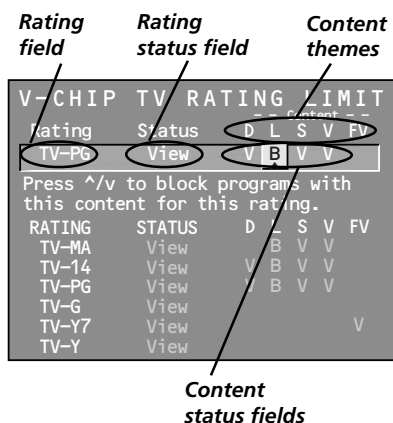 Rating
field
Rating
status field
Content
themes
V-CHIP TV RATING LIMIT
- - Content - -
Rating Status D L S V FV
TV-PG View V B V V
Press ^/v to block programs with
this content for this rating.
RATING STATUS D L S V FV
TV-MA View B V V
TV-14 View V B V V
TV-PG View V B V V
TV-G View
TV-Y7 View V
TV-Y View
Content
status fields